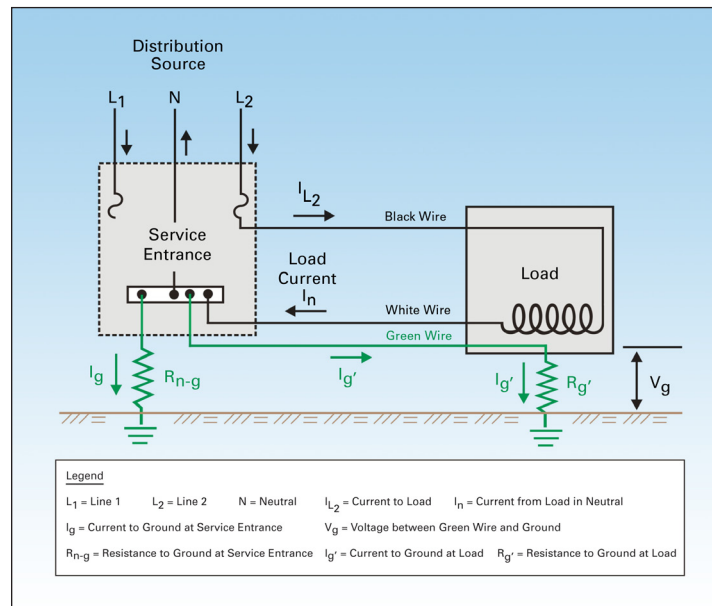 Distribution
Source
L1 N L2
IL2
Black Wire
Service
Entrance
Load
Current
In
Load
White Wire
Green Wire
Ig
Rn-g
Ig'
Ig'
Rg'
Vg
Legend
L1 = Line 1 L2 = Line 2 N = Neutral IL2 = Current to Load In = Current from Load in Neutral
Ig = Current to Ground at Service Entrance Vg = Voltage between Green Wire and Ground
Rn-g = Resistance to Ground at Service Entrance Ig' = Current to Ground at Load Rg' = Resistance to Ground at Load